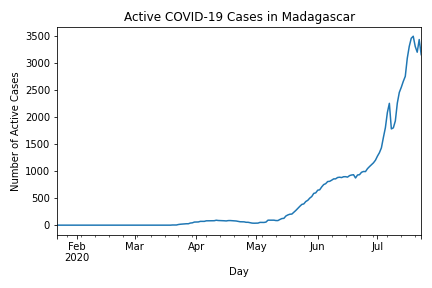 Active COVID-19 Cases in Madagascar
Number of Active Cases
3500
3000
2500
2000
1500
1000
500
0
Feb Mar Apr May Jun Jul
2020
Day